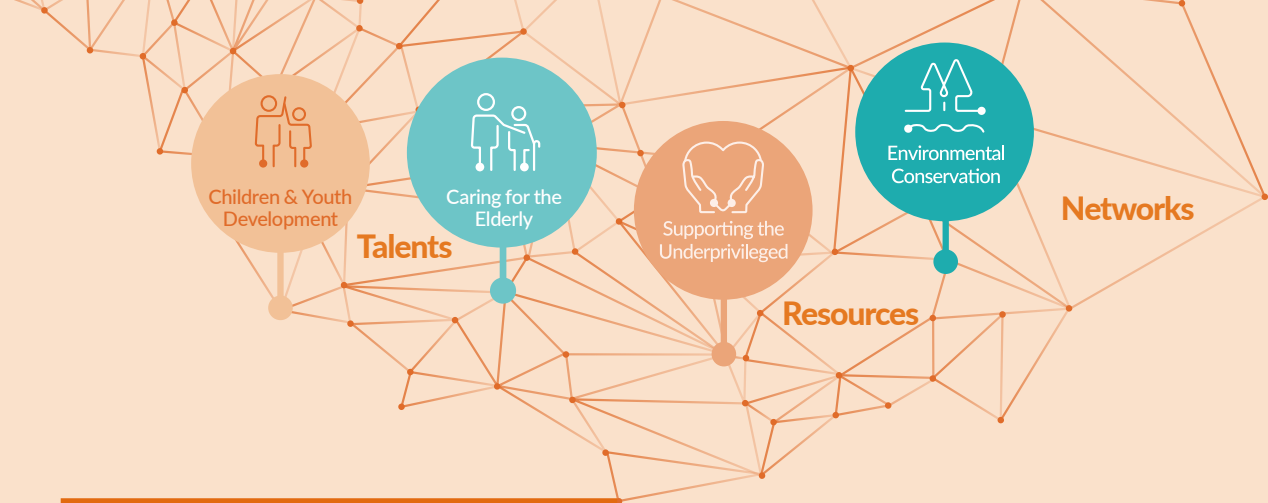 Children & Youth
Development
Caring for the
Elderly
Supporting the
Underprivileged
Environmental
Conservation
Talents
Resources
Networks